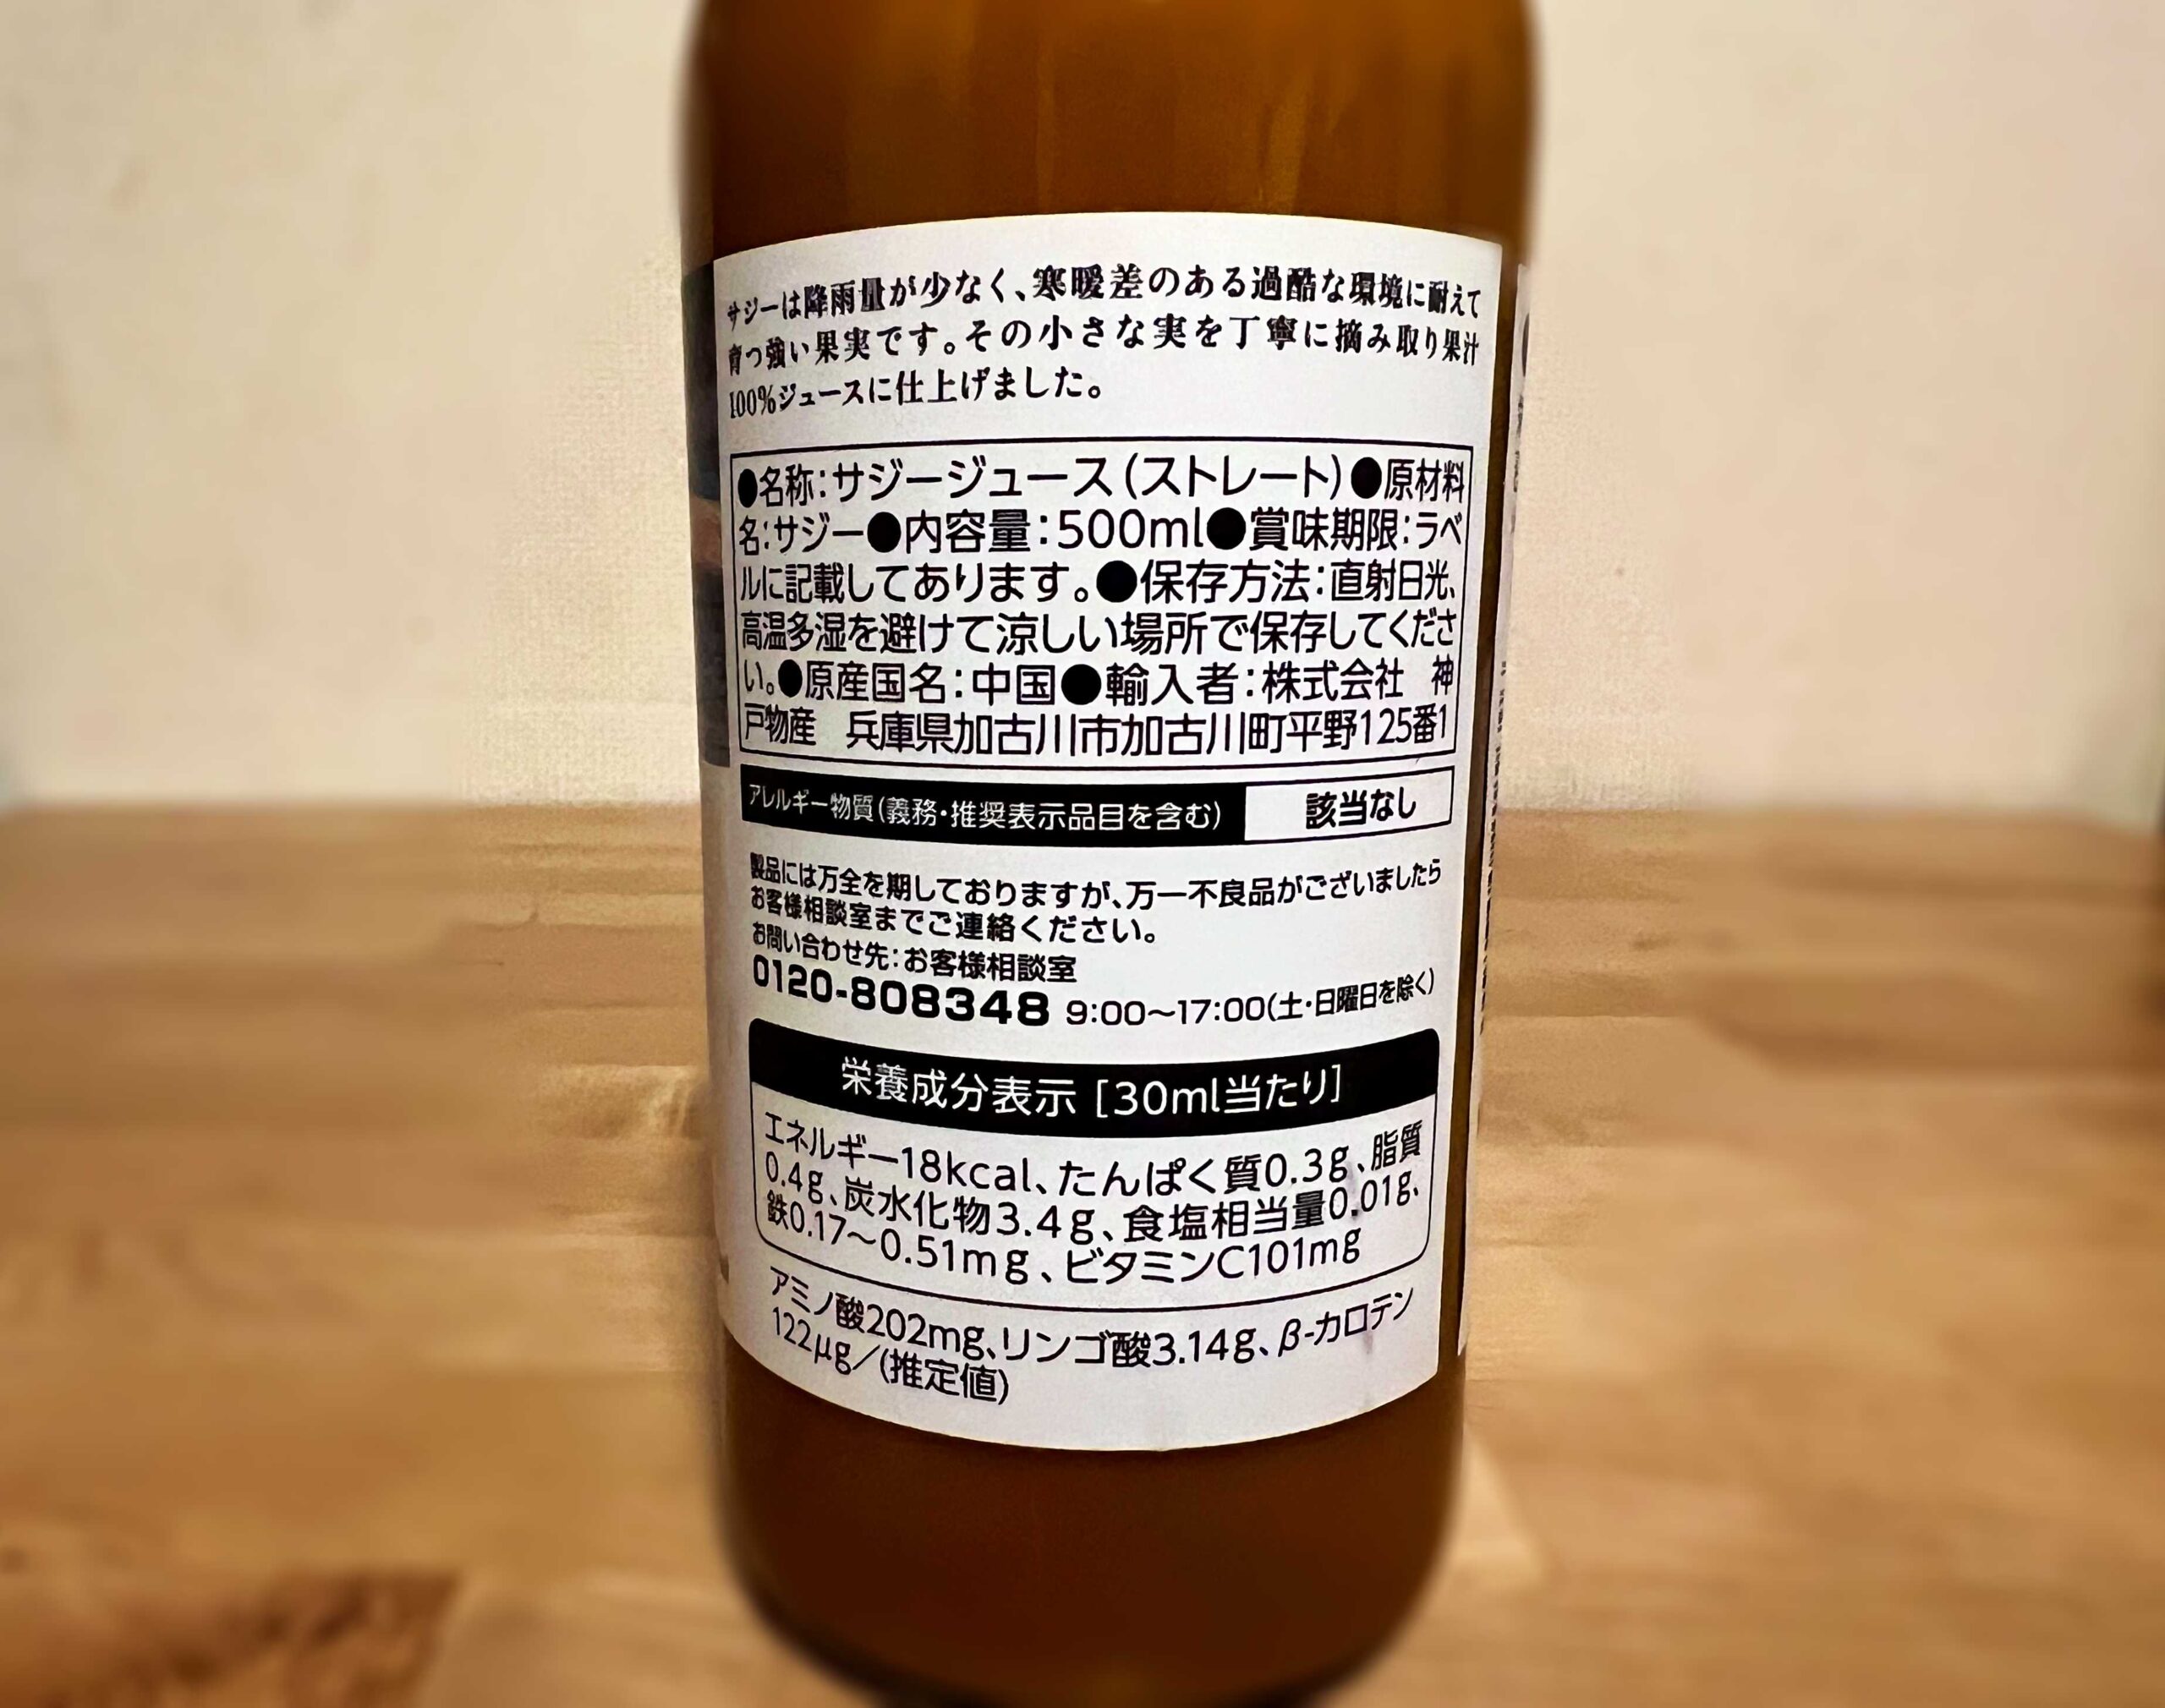 サジーは降雨量が少なく、寒暖差のある過酷な環境に耐えて
育つ強い果実です。その小さな実を丁寧に摘み取り果汁
100%ジュースに仕上げました。
●名称:サジージュース(ストレート)●原材料
名:サジー●内容量:500ml●賞味期限:ラベ
ルに記載してあります。●保存方法:直射日光、
高温多湿を避けて涼しい場所で保存してくださ
い。●原産国名:中国●輸入者:株式会社 神
戸物産 兵庫県加古川市加古川町平野125番1
アレルギー物質(義務・推奨表示品目を含む) 該当なし
製品には万全を期しておりますが、万一不良品がございましたら
お客様相談室までご連絡ください。
お問い合わせ先:お客様相談室
0120-808348 9:00〜17:00(土・日曜日を除く)
栄養成分表示 [30ml当たり]
エネルギー18kcal、たんぱく質0.3g、脂質
0.4g、炭水化物3.4g、食塩相当量0.01g、
鉄0.17〜0.51mg、ビタミンC101mg
アミノ酸202mg、リンゴ酸3.14g、β-カロテン
122μg/(推定値)